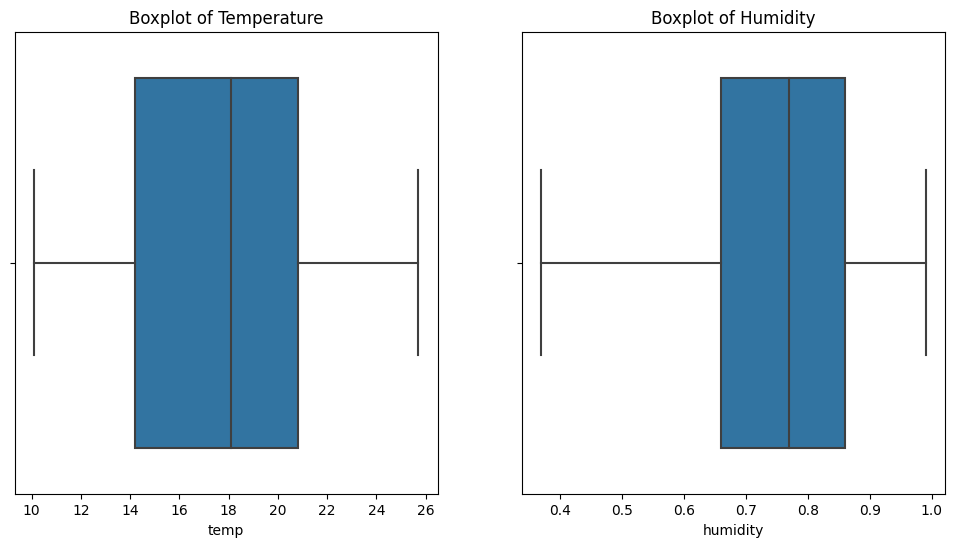 Boxplot of Temperature
10 12 14 16 18 20 22 24 26
temp
Boxplot of Humidity
0.4 0.5 0.6 0.7 0.8 0.9 1.0
humidity